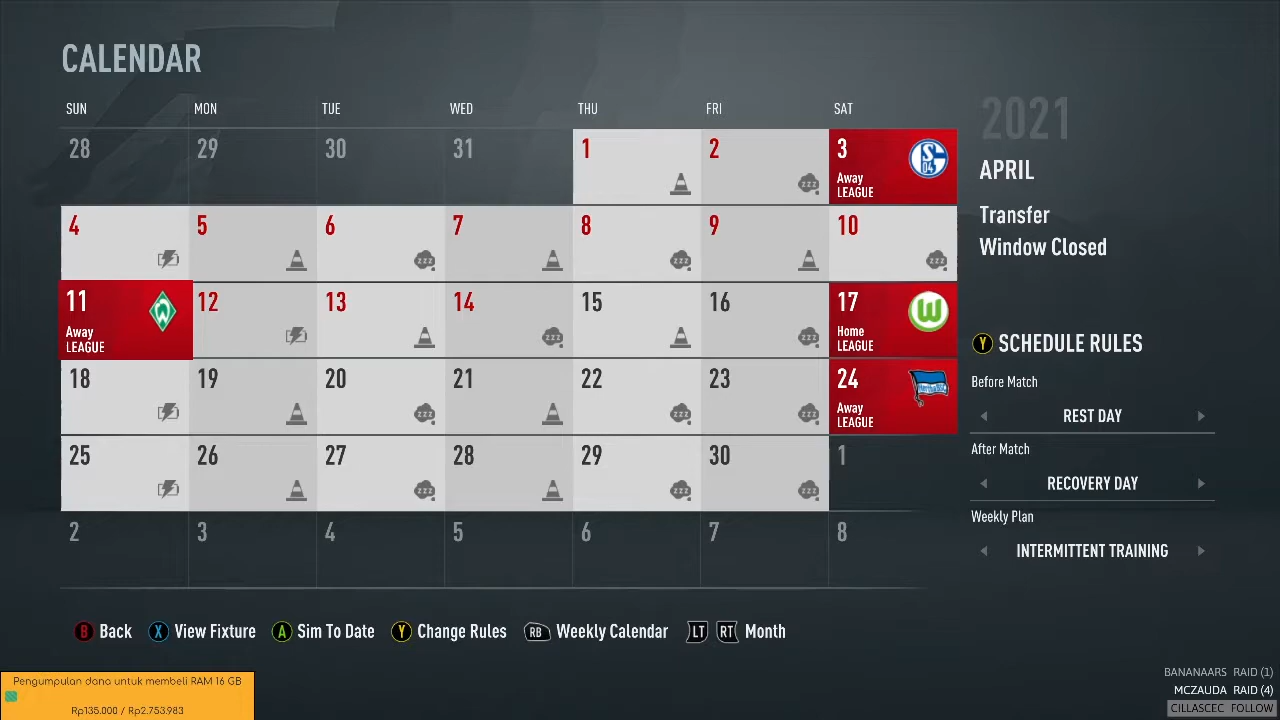 CALENDAR
SUN MON TUE WED THU FRI SAT
28 29 30 31 1 2 3
Away
LEAGUE
S04
4 5 6 7 8 9 10
11 12 13 14 15 16 17
Away
LEAGUE
W
Home
LEAGUE
W
18 19 20 21 22 23 24
Away
LEAGUE
25 26 27 28 29 30 1
2 3 4 5 6 7 8
2021
APRIL
Transfer
Window Closed
Y SCHEDULE RULES
Before Match
REST DAY
After Match
RECOVERY DAY
Weekly Plan
INTERMITTENT TRAINING
B Back X View Fixture A Sim To Date Y Change Rules RB Weekly Calendar LT RT Month
Pengumpulan dana untuk membeli RAM 16 GB
Rp135.000 / Rp2.753.983
BANANAARS RAID (1)
MCZAUDA RAID (4)
CILLASCEC FOLLOW